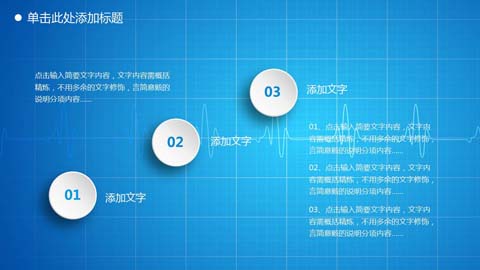 单击此处添加标题
点击输入简要文字内容，文字内容需概括
精炼，不用多余的文字修饰，言简意赅的
说明分项内容……
03
添加文字
02
添加文字
01
添加文字
01、点击输入简要文字内容，文字内
容需概括精炼，不用多余的文字修饰，
言简意赅的说明分项内容……
02、点击输入简要文字内容，文字内
容需概括精炼，不用多余的文字修饰，
言简意赅的说明分项内容……
03、点击输入简要文字内容，文字内
容需概括精炼，不用多余的文字修饰，
言简意赅的说明分项内容……